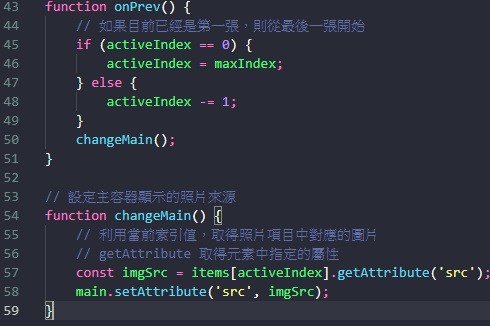 43 function onPrev() {
44     // 如果目前已經是第一張，則從最後一張開始
45     if (activeIndex == 0) {
46         activeIndex = maxIndex;
47     } else {
48         activeIndex -= 1;
49     }
50     changeMain();
51 }
52
53 // 設定主容器顯示的照片來源
54 function changeMain() {
55     // 利用當前索引值，取得照片項目中對應的圖片
56     // getAttribute 取得元素中指定的屬性
57     const imgSrc = items[activeIndex].getAttribute('src');
58     main.setAttribute('src', imgSrc);
59 }